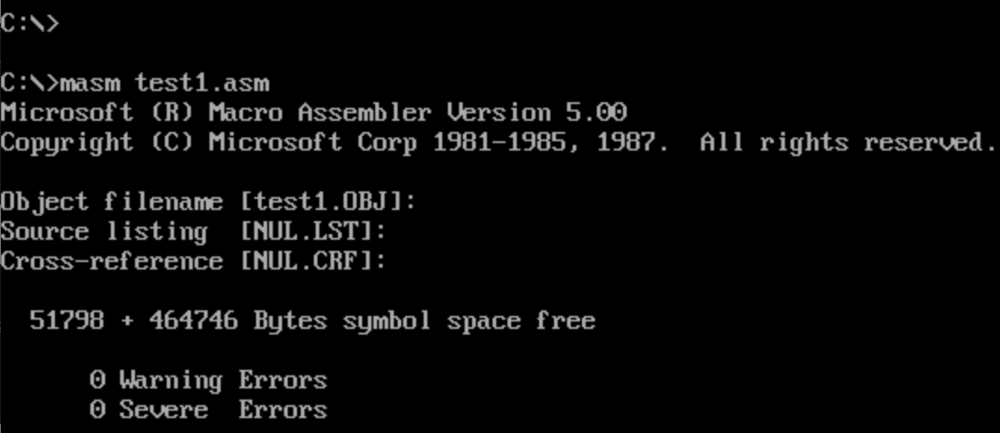 C:\>
C:\>masm test1.asm
Microsoft (R) Macro Assembler Version 5.00
Copyright (C) Microsoft Corp 1981-1985, 1987.  All rights reserved.
Object filename [test1.OBJ]:
Source listing  [NUL.LST]:
Cross-reference [NUL.CRF]:
51798 + 464746 Bytes symbol space free
0 Warning Errors
0 Severe  Errors